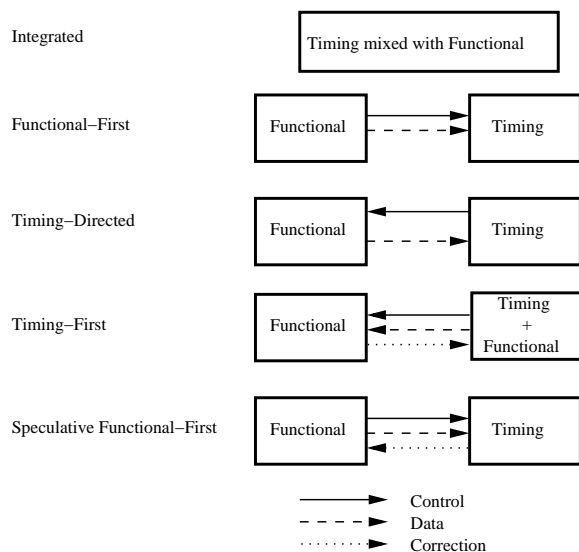 Integrated
Timing mixed with Functional
Functional−First
Functional
Timing
Timing−Directed
Functional
Timing
Timing−First
Functional
Timing
+
Functional
Speculative Functional−First
Functional
Timing
Control
Data
Correction